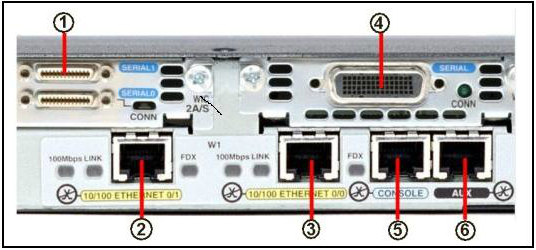 1
4
SERIAL1
SERIAL
SERIAL0
CONN
WIC
2A/S
CONN
W1
100Mbps LINK
FDX
100Mbps LINK
FDX
10/100 ETHERNET 0/1
10/100 ETHERNET 0/0
CONSOLE
AUX
2
3
5
6